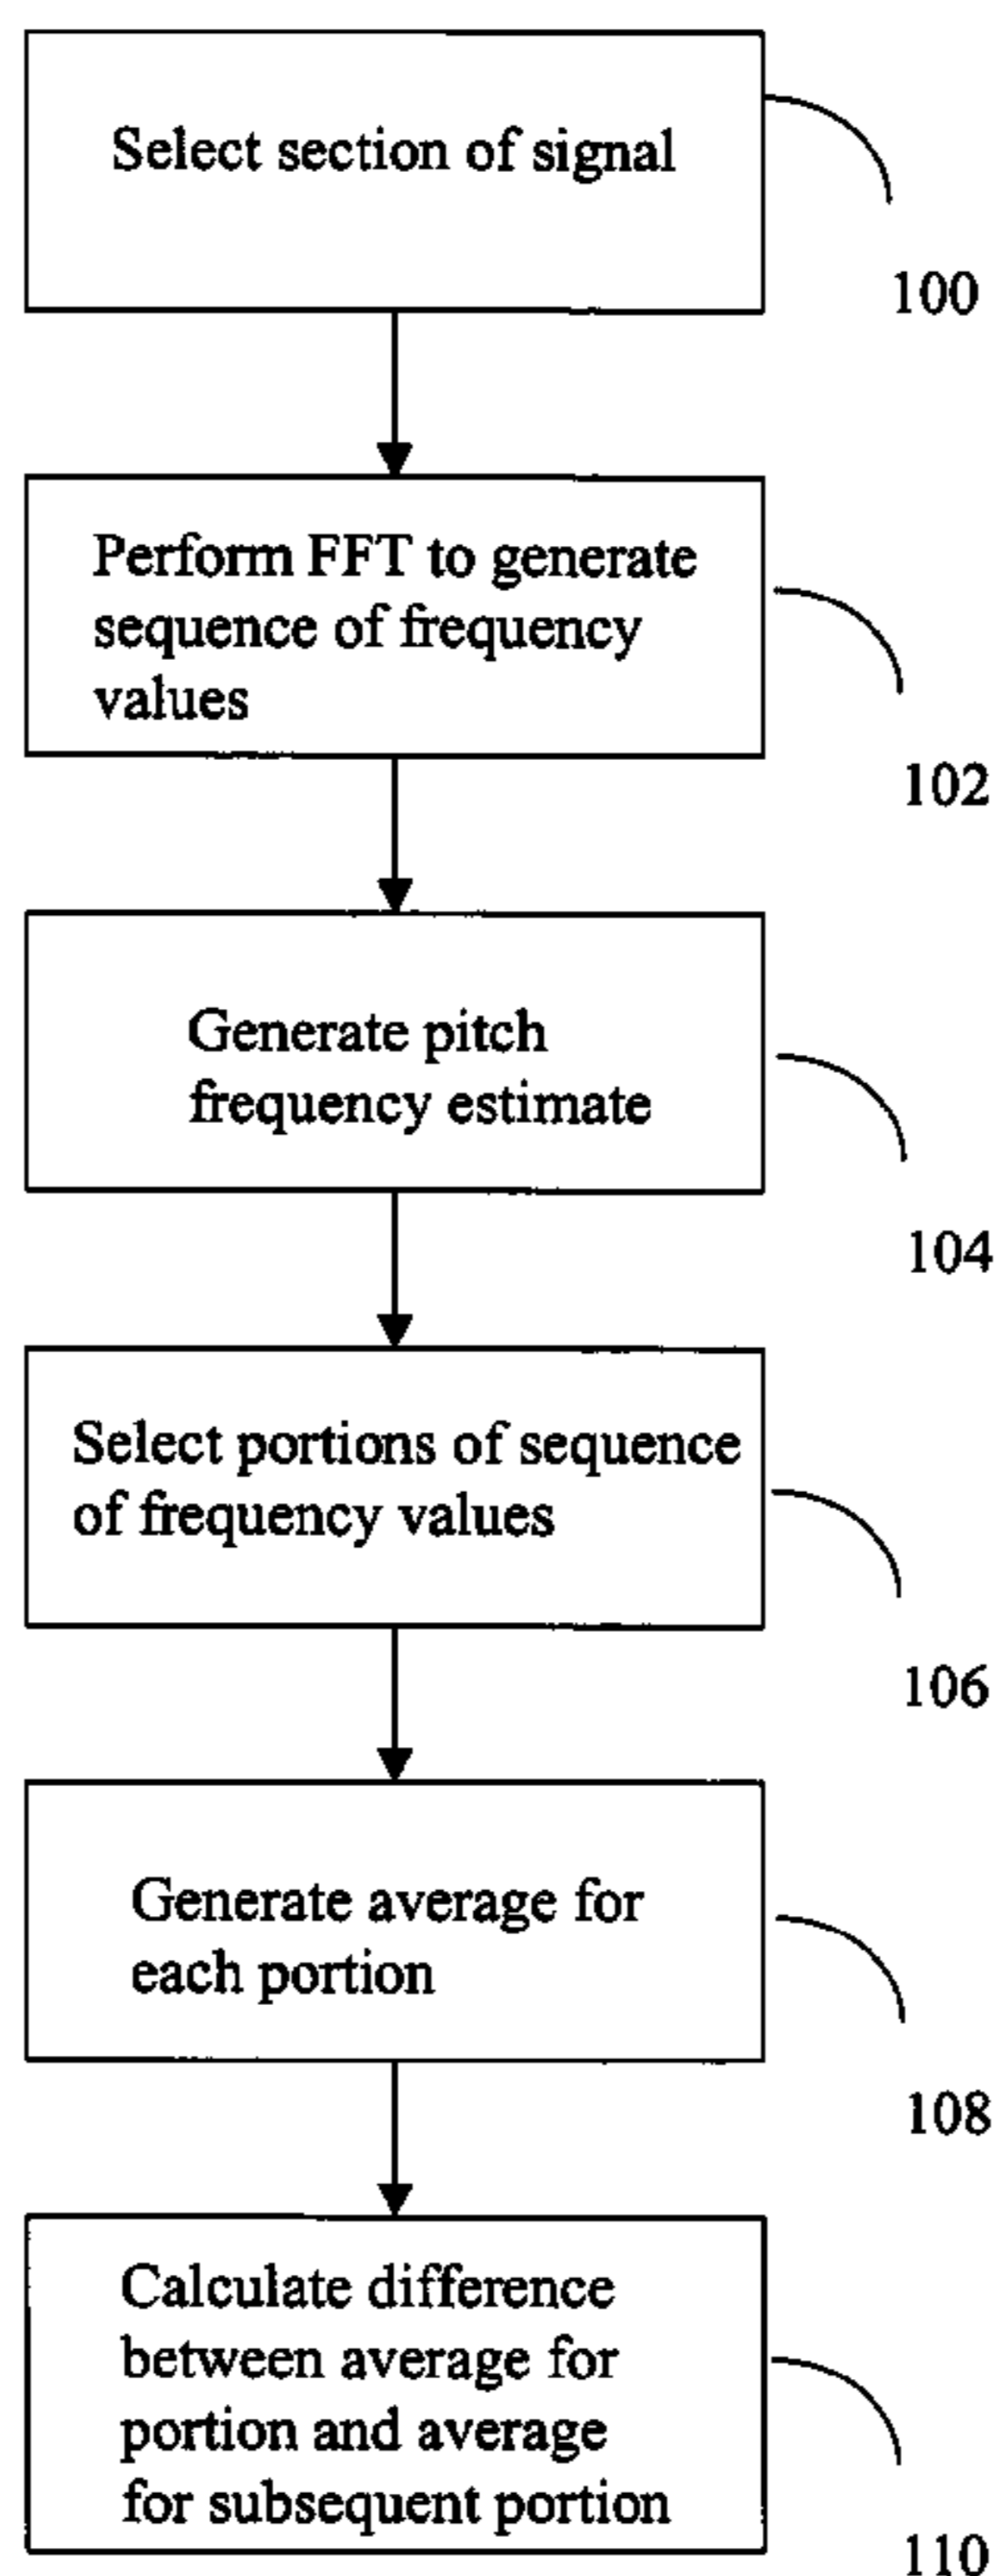 Select section of signal
100
Perform FFT to generate
sequence of frequency
values
102
Generate pitch
frequency estimate
104
Select portions of sequence
of frequency values
106
Generate average for
each portion
108
Calculate difference
between average for
portion and average
for subsequent portion
110